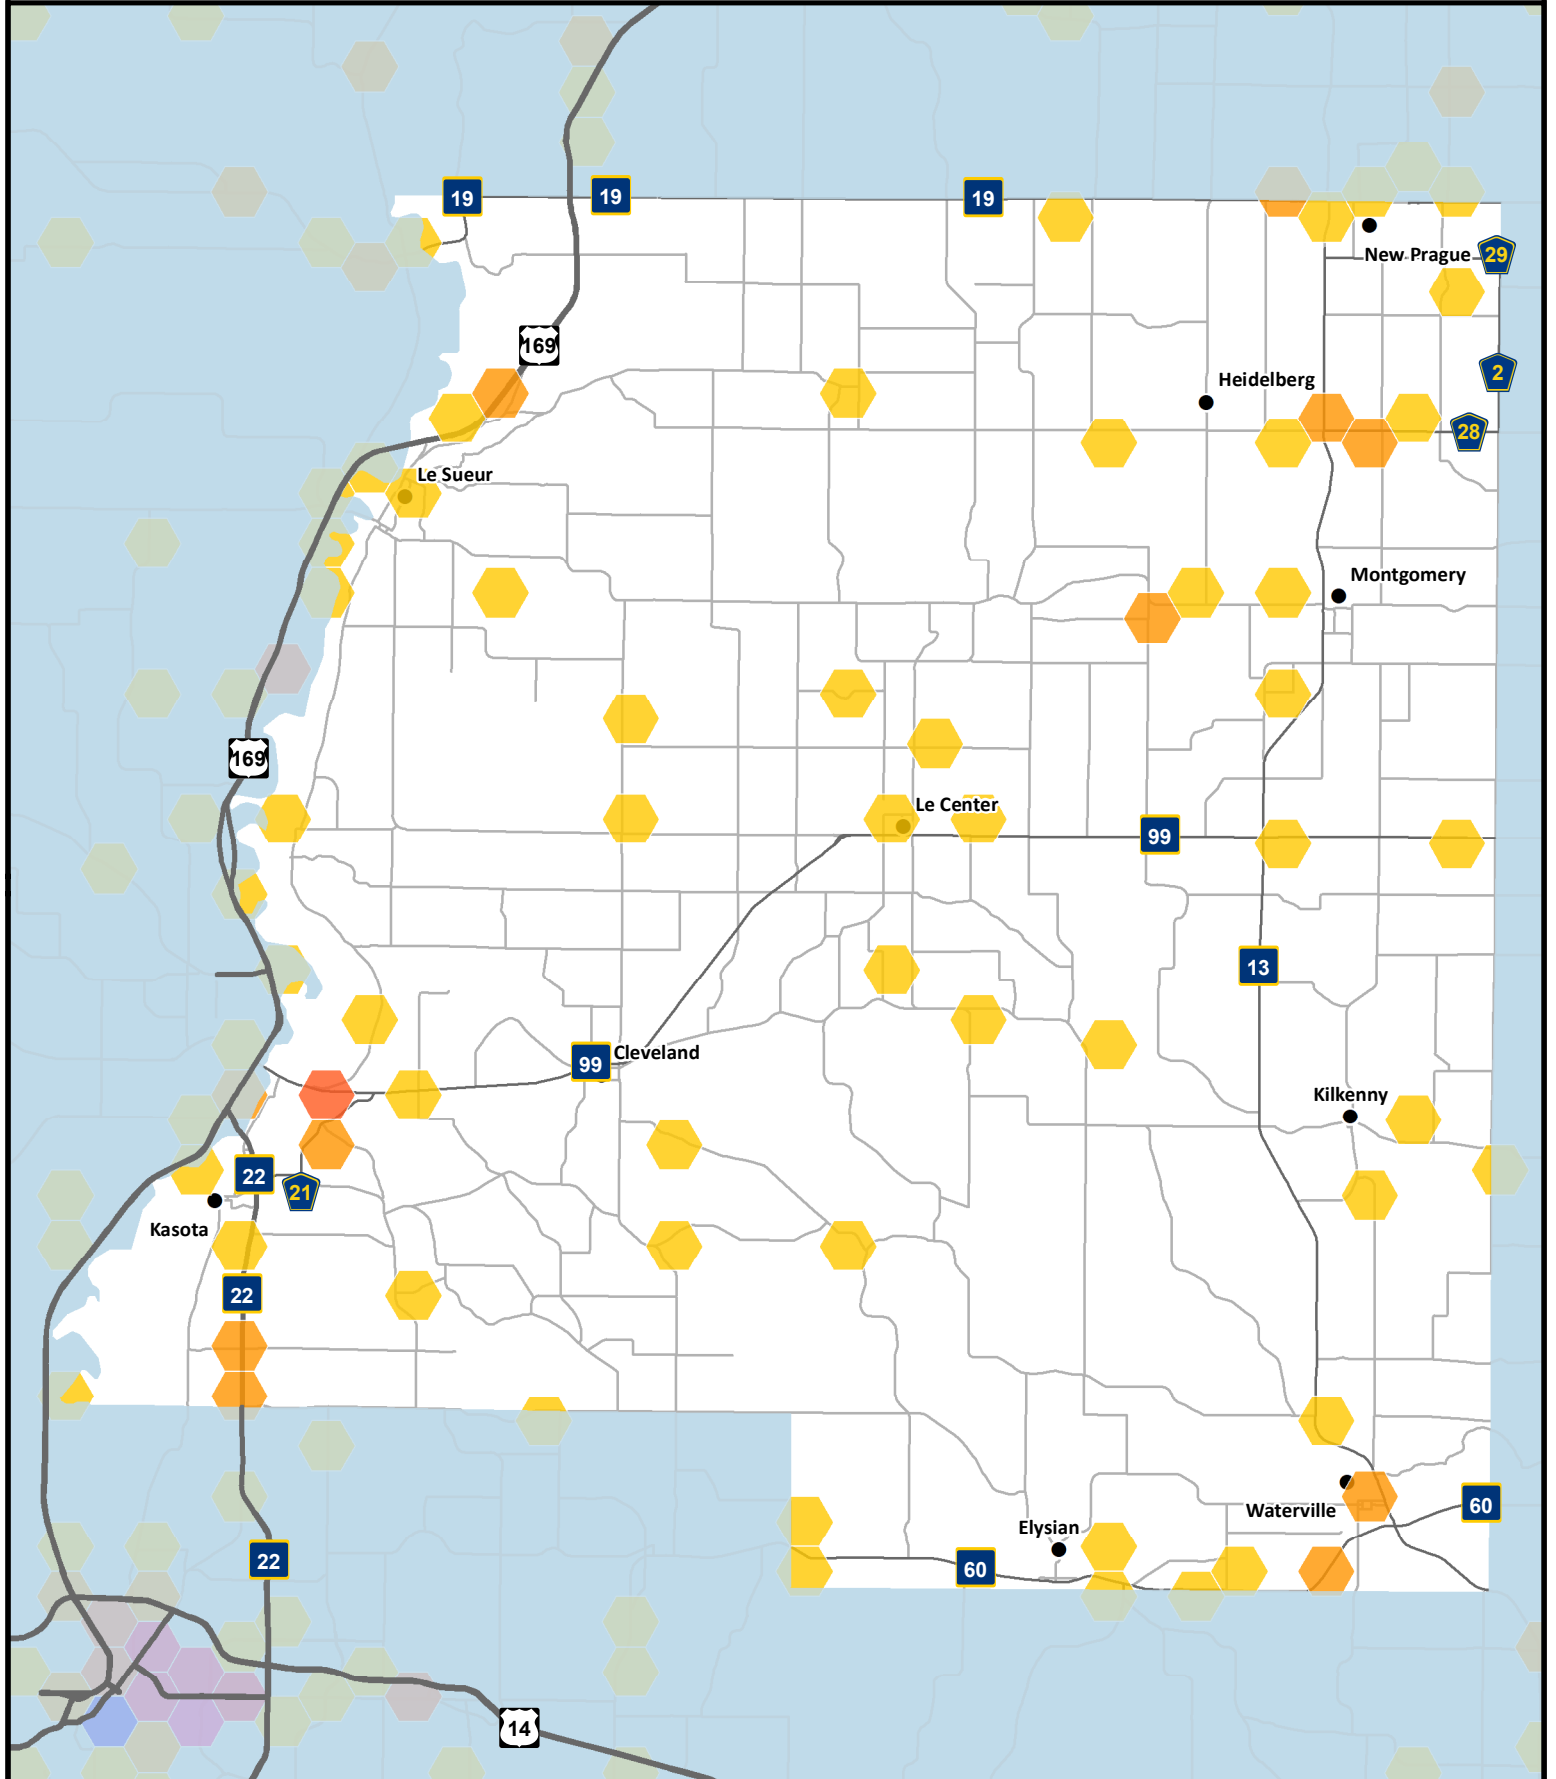 19
19
19
New Prague
29
169
2
Heidelberg
28
Le Sueur
Montgomery
169
Le Center
99
13
99
Cleveland
Kilkenny
22
21
Kasota
22
Waterville
60
Elysian
60
22
14